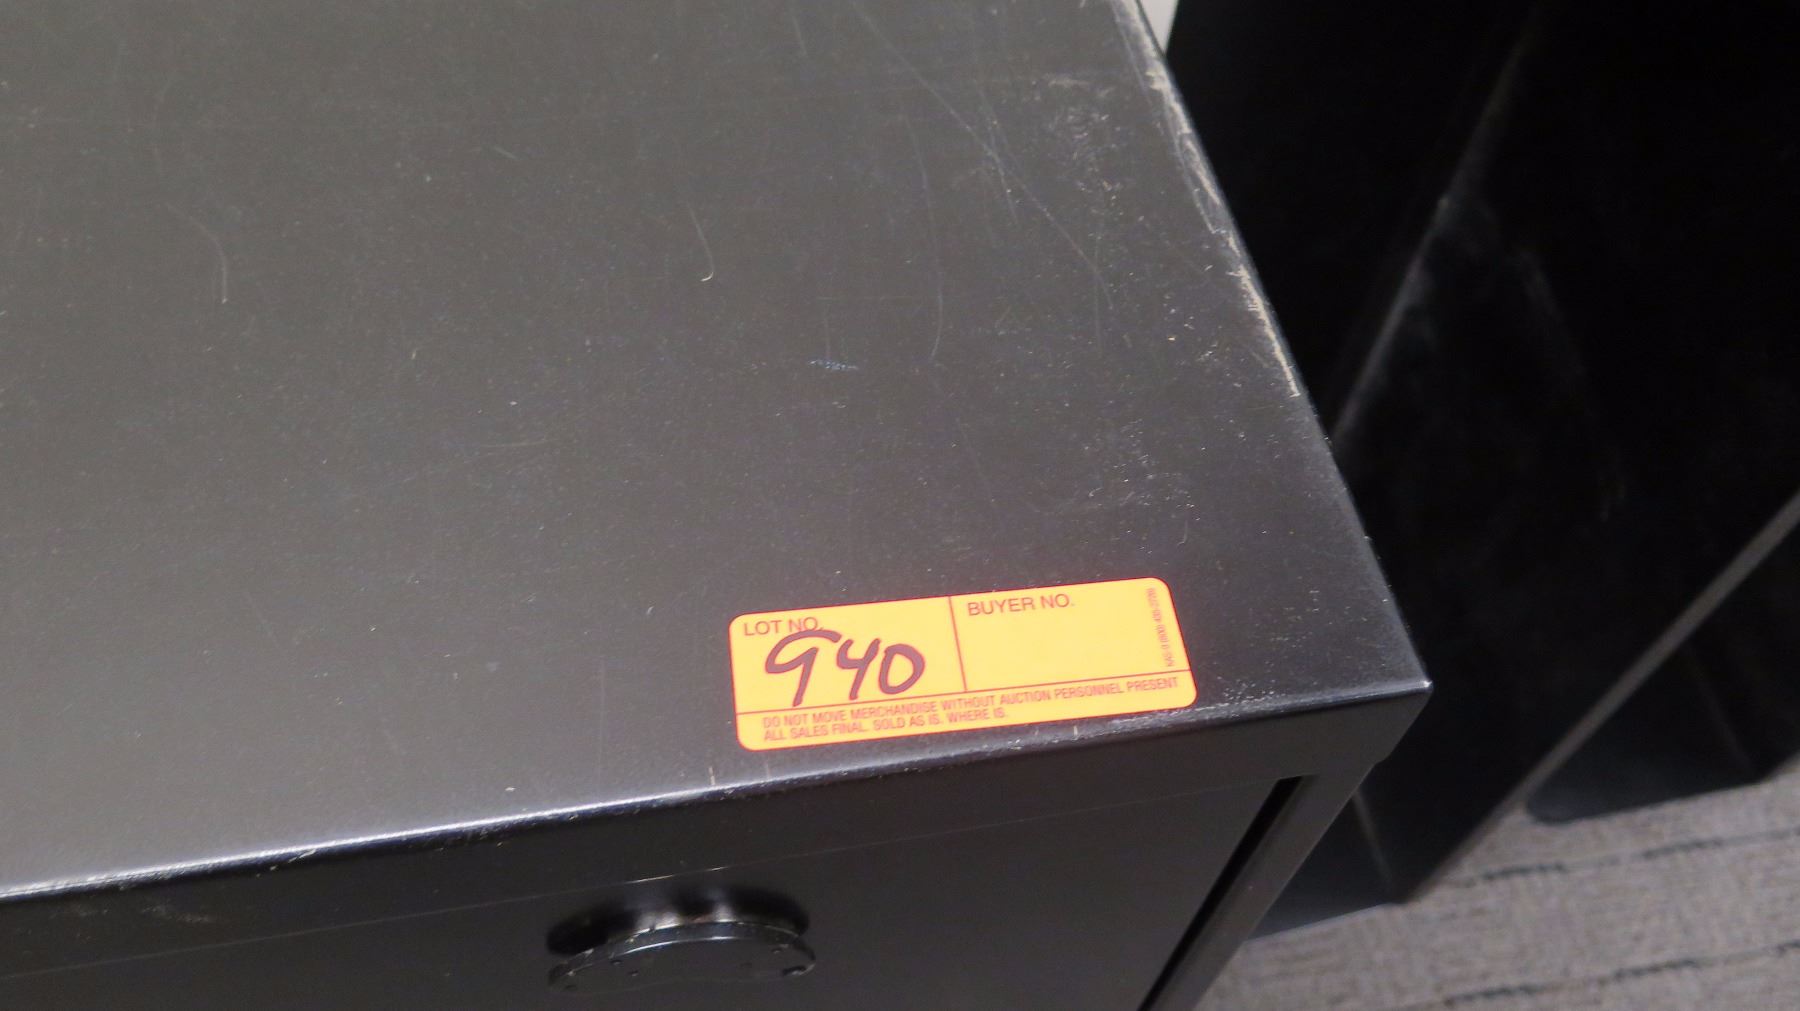 LOT NO.
940
BUYER NO.
DO NOT MOVE MERCHANDISE WITHOUT AUCTION PERSONNEL PRESENT
ALL SALES FINAL. SOLD AS IS. WHERE IS.